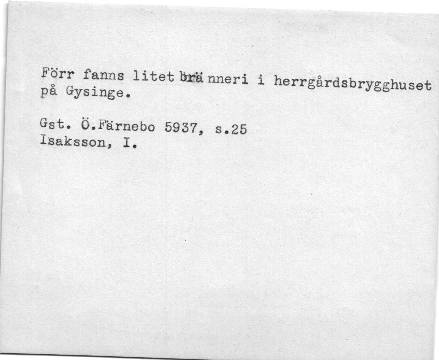 Förr fanns litet bränneri i herrgårdsbrygghuset
på Gysinge.
Gst. Ö.Färnebo 5937, s.25
Isaksson, I.